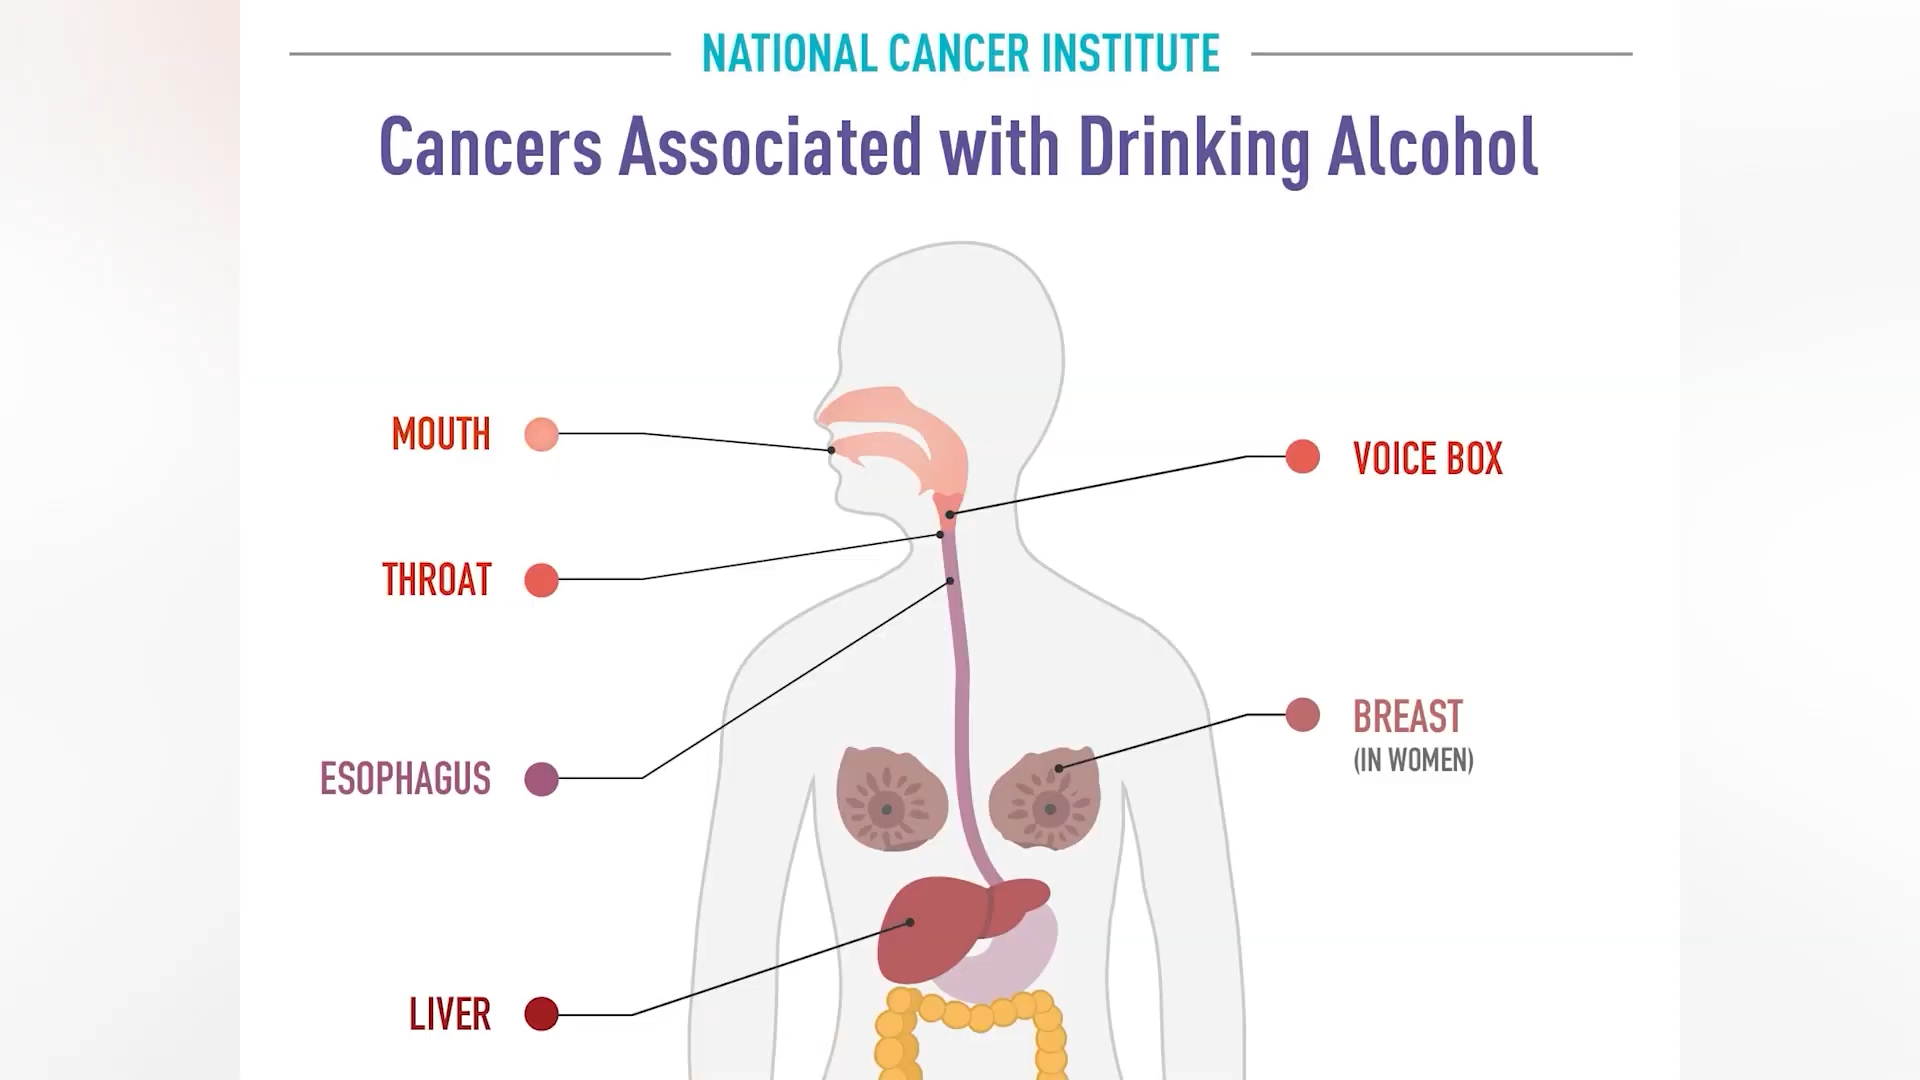 NATIONAL CANCER INSTITUTE
Cancers Associated with Drinking Alcohol
MOUTH
VOICE BOX
THROAT
BREAST
(IN WOMEN)
ESOPHAGUS
LIVER